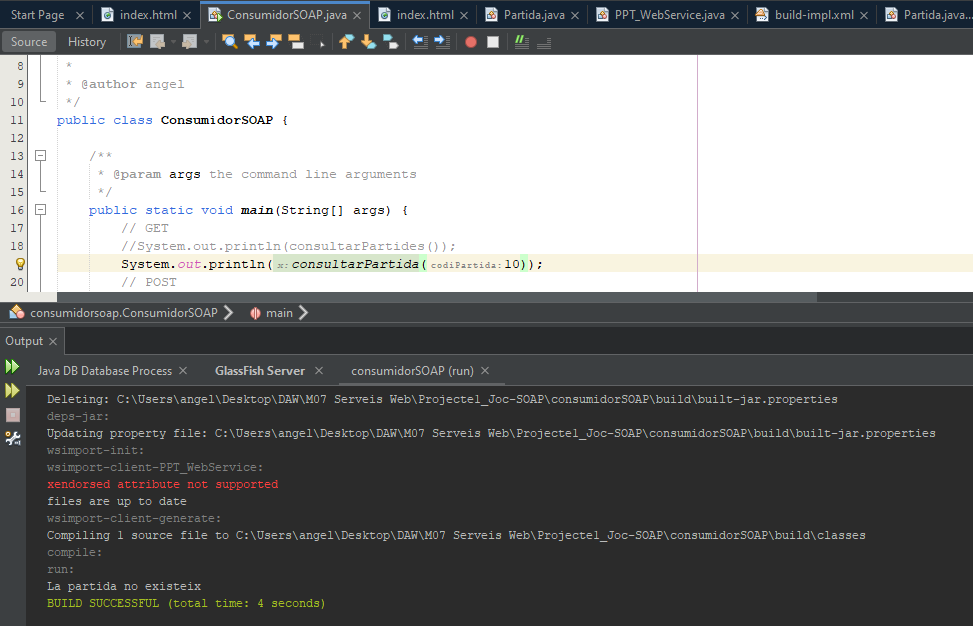 Start Page
index.html
ConsumidorSOAP.java
index.html
Partida.java
PPT_WebService.java
build-impl.xml
Partida.java...
Source History
8 *
9 * @author angel
10 */
11 public class ConsumidorSOAP {
12
13 /**
14 * @param args the command line arguments
15 */
16 public static void main(String[] args) {
17 // GET
18 //System.out.println(consultarPartides());
System.out.println( x: consultarPartida( codiPartida: 10));
20 // POST
consumidorsoap.ConsumidorSOAP main
Output
Java DB Database Process GlassFish Server consumidorSOAP (run)
Deleting: C:\Users\angel\Desktop\DAW\M07 Serveis Web\Projecte1_Joc-SOAP\consumidorSOAP\build\built-jar.properties
deps-jar:
Updating property file: C:\Users\angel\Desktop\DAW\M07 Serveis Web\Projecte1_Joc-SOAP\consumidorSOAP\build\built-jar.properties
wsimport-init:
wsimport-client-PPT_WebService:
xendorsed attribute not supported
files are up to date
wsimport-client-generate:
Compiling 1 source file to C:\Users\angel\Desktop\DAW\M07 Serveis Web\Projecte1_Joc-SOAP\consumidorSOAP\build\classes
compile:
run:
La partida no existeix
BUILD SUCCESSFUL (total time: 4 seconds)